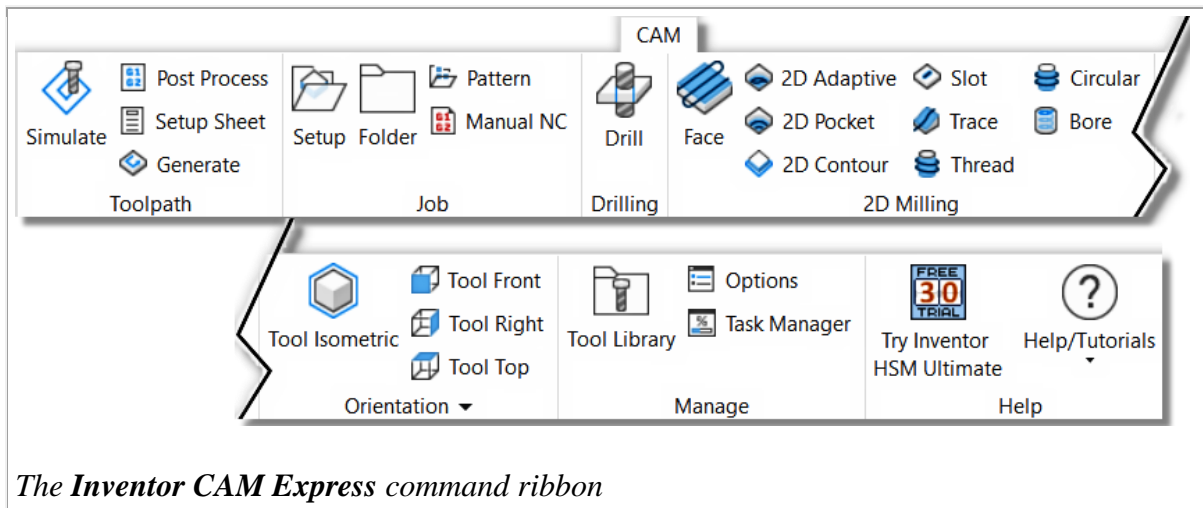 CAM
Simulate
Post Process
Setup Sheet
Generate
Toolpath
Setup
Folder
Pattern
Manual NC
Job
Drill
Drilling
Face
2D Adaptive
2D Pocket
2D Contour
Slot
Trace
Thread
Circular
Bore
2D Milling
Tool Isometric
Tool Front
Tool Right
Tool Top
Orientation
Tool Library
Options
Task Manager
Manage
FREE
30
TRIAL
Try Inventor
HSM Ultimate
Help/Tutorials
Help
The Inventor CAM Express command ribbon